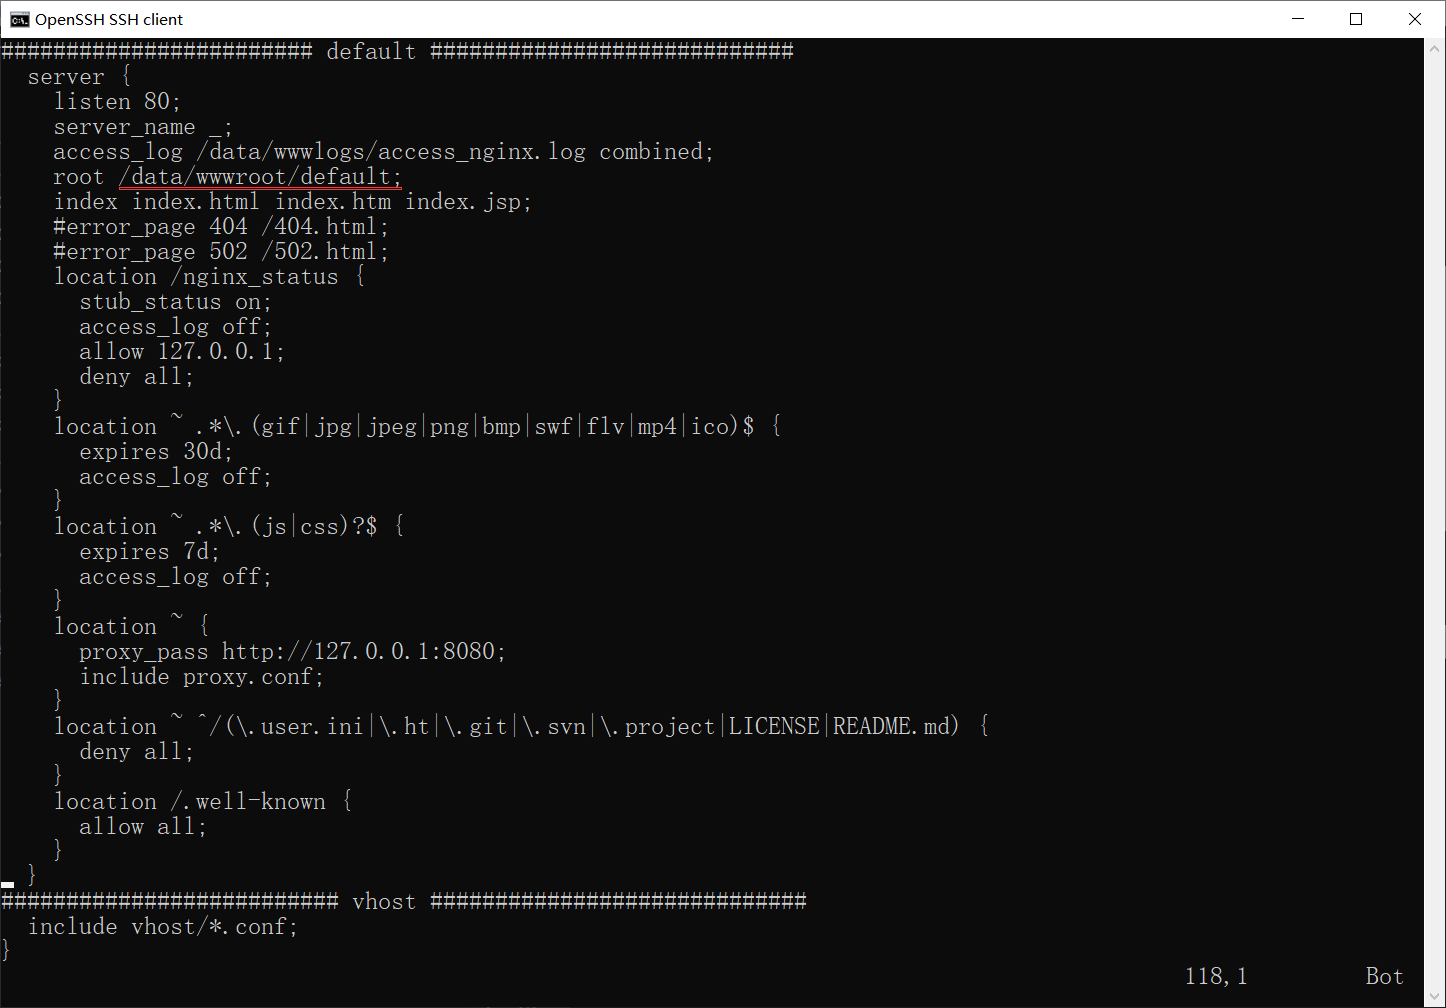 OpenSSH SSH client
######################## default ############################
  server {
    listen 80;
    server_name _;
    access_log /data/wwwlogs/access_nginx.log combined;
    root /data/wwwroot/default;
    index index.html index.htm index.jsp;
    #error_page 404 /404.html;
    #error_page 502 /502.html;
    location /nginx_status {
      stub_status on;
      access_log off;
      allow 127.0.0.1;
      deny all;
    }
    location ~ .*\.(gif|jpg|jpeg|png|bmp|swf|flv|mp4|ico)$ {
      expires 30d;
      access_log off;
    }
    location ~ .*\.(js|css)?$ {
      expires 7d;
      access_log off;
    }
    location ~ {
      proxy_pass http://127.0.0.1:8080;
      include proxy.conf;
    }
    location ~ ^/(\.user.ini|\.ht|\.git|\.svn|\.project|LICENSE|README.md) {
      deny all;
    }
    location /.well-known {
      allow all;
    }
  }
########################## vhost #############################
  include vhost/*.conf;
}
118,1 Bot